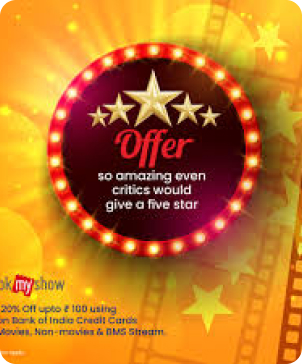 Offer
so amazing even
critics would
give a five star
ok my show
20% Off upto ₹ 100 using
on Bank of India Credit Cards
Movies, Non-movies & BMS Stream.